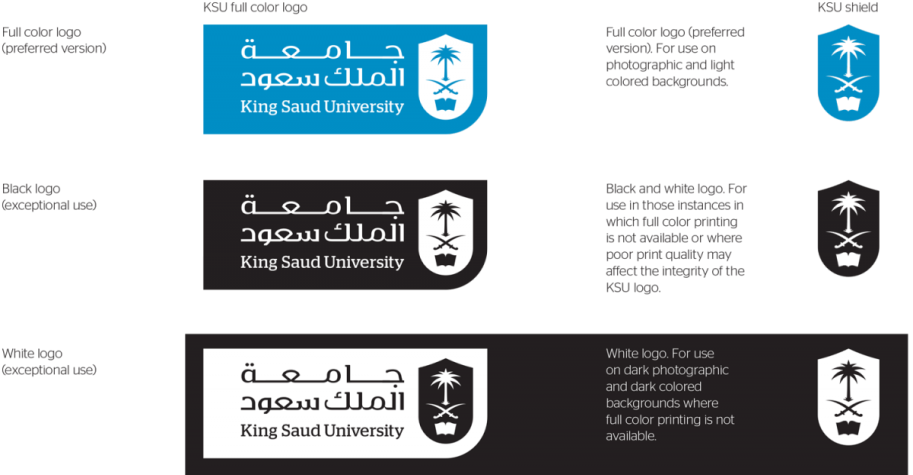 KSU full color logo
KSU shield
Full color logo
(preferred version)
جامعة
الملك سعود
King Saud University
Full color logo (preferred
version). For use on
photographic and light
colored backgrounds.
Black logo
(exceptional use)
جامعة
الملك سعود
King Saud University
Black and white logo. For
use in those instances in
which full color printing
is not available or where
poor print quality may
affect the integrity of the
KSU logo.
White logo
(exceptional use)
جامعة
الملك سعود
King Saud University
White logo. For use
on dark photographic
and dark colored
backgrounds where
full color printing is not
available.